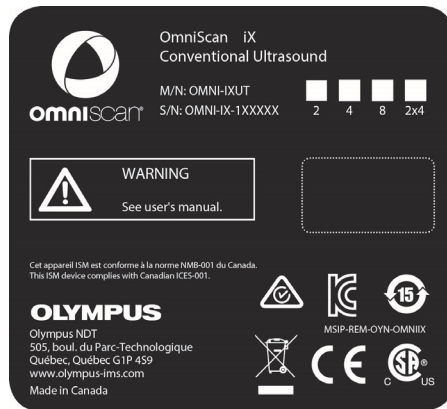 OmniScan iX
Conventional Ultrasound
omniscan®
M/N: OMNI-IXUT
S/N: OMNI-IX-1XXXXX
2 4 8 2x4
WARNING
See user's manual.
Cet appareil ISM est conforme à la norme NMB-001 du Canada.
This ISM device complies with Canadian ICES-001.
OLYMPUS
Olympus NDT
505, boul. du Parc-Technologique
Québec, Québec G1P 4S9
www.olympus-ims.com
Made in Canada
15
MSIP-REM-OYN-OMNIIX
CE
C SA ® US